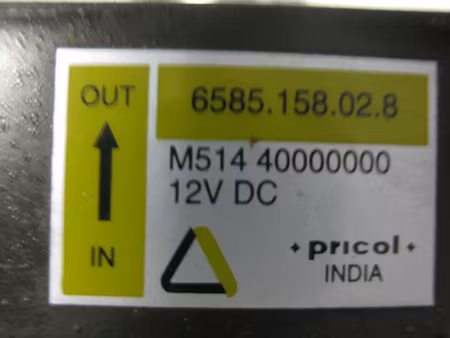 OUT
IN
6585.158.02.8
M514 40000000
12V DC
pricol
INDIA